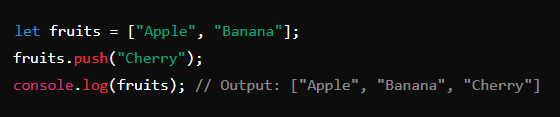 let fruits = ["Apple", "Banana"];
fruits.push("Cherry");
console.log(fruits); // Output: ["Apple", "Banana", "Cherry"]